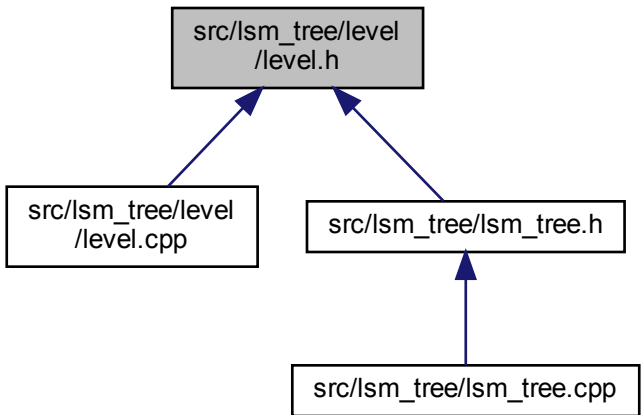 src/lsm_tree/level
/level.h
src/lsm_tree/level
/level.cpp
src/lsm_tree/lsm_tree.h
src/lsm_tree/lsm_tree.cpp